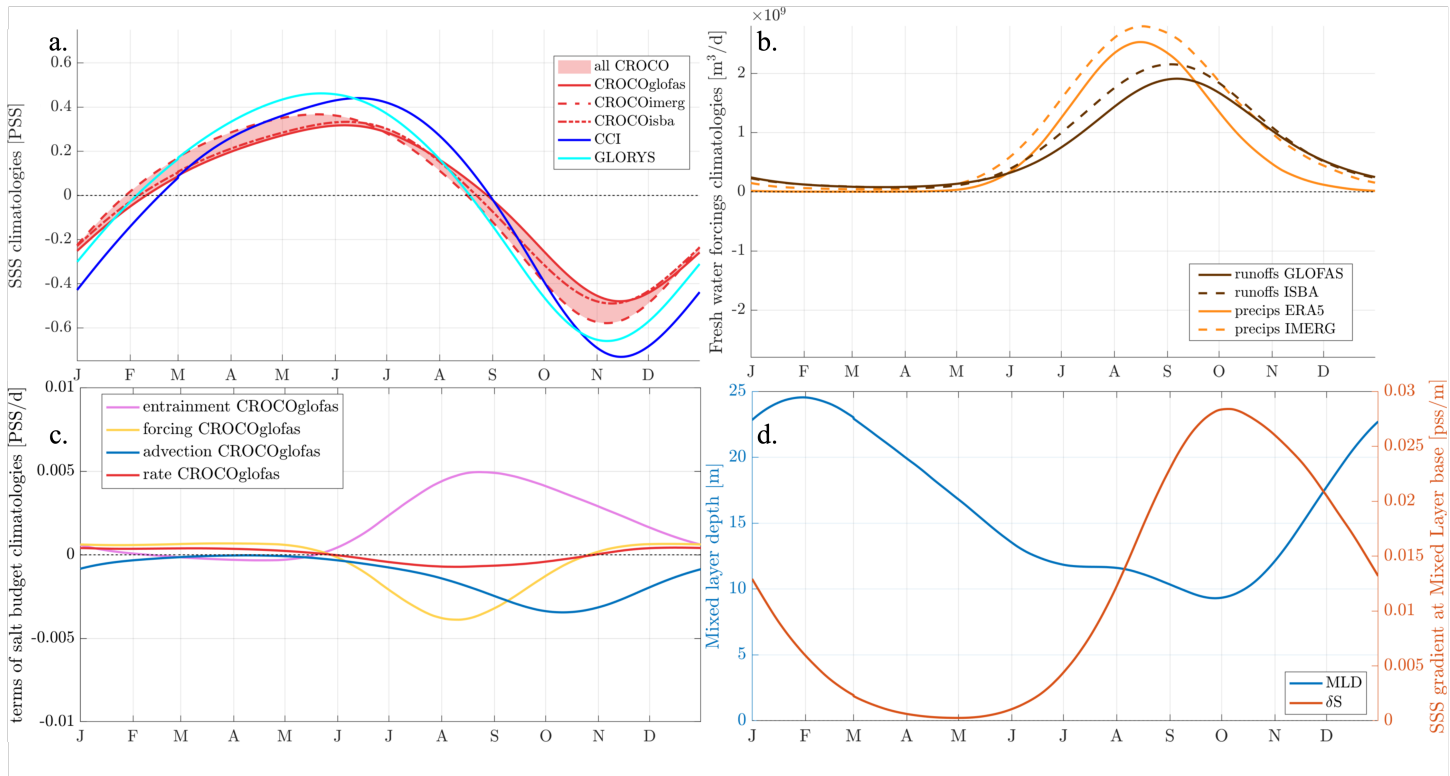 a.
SSS climatologies |PSS|
0.6
0.4
0.2
0
-0.2
-0.4
-0.6
J F M A M J J A S O N D
all CROCO
CROCOglofas
CROCOimerg
CROCOisba
CCI
GLORYS
b.
×10⁹
Fresh water forcings climatologies [m³/d]
2
1
0
-1
-2
J F M A M J J A S O N D
runoffs GLOFAS
runoffs ISBA
precips ERA5
precips IMERG
c.
terms of salt budget climatologies [PSS/d]
0.01
0.005
0
-0.005
-0.01
J F M A M J J A S O N D
entrainment CROCOglofas
forcing CROCOglofas
advection CROCOglofas
rate CROCOglofas
d.
Mixed layer depth [m]
25
20
15
10
5
0
J F M A M J J A S O N D
SSS gradient at Mixed Layer base [pss/m]
0.03
0.025
0.02
0.015
0.01
0.005
0
MLD
δS